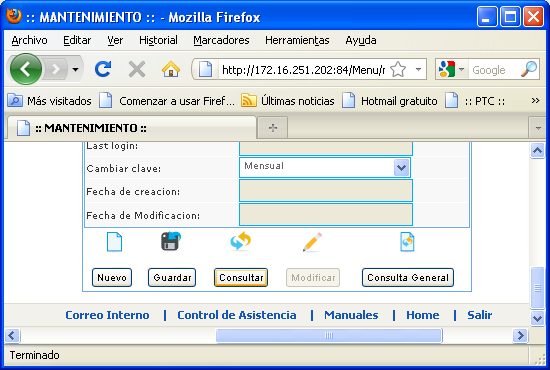 :: MANTENIMIENTO :: - Mozilla Firefox
Archivo Editar Ver Historial Marcadores Herramientas Ayuda
http://172.16.251.202:84/Menu/r Google
Más visitados Comenzar a usar Firef... Últimas noticias Hotmail gratuito :: PTC :: »
:: MANTENIMIENTO ::
Last login:
Cambiar clave: Mensual
Fecha de creacion:
Fecha de Modificacion:
Nuevo Guardar Consultar Modificar Consulta General
Correo Interno | Control de Asistencia | Manuales | Home | Salir
Terminado